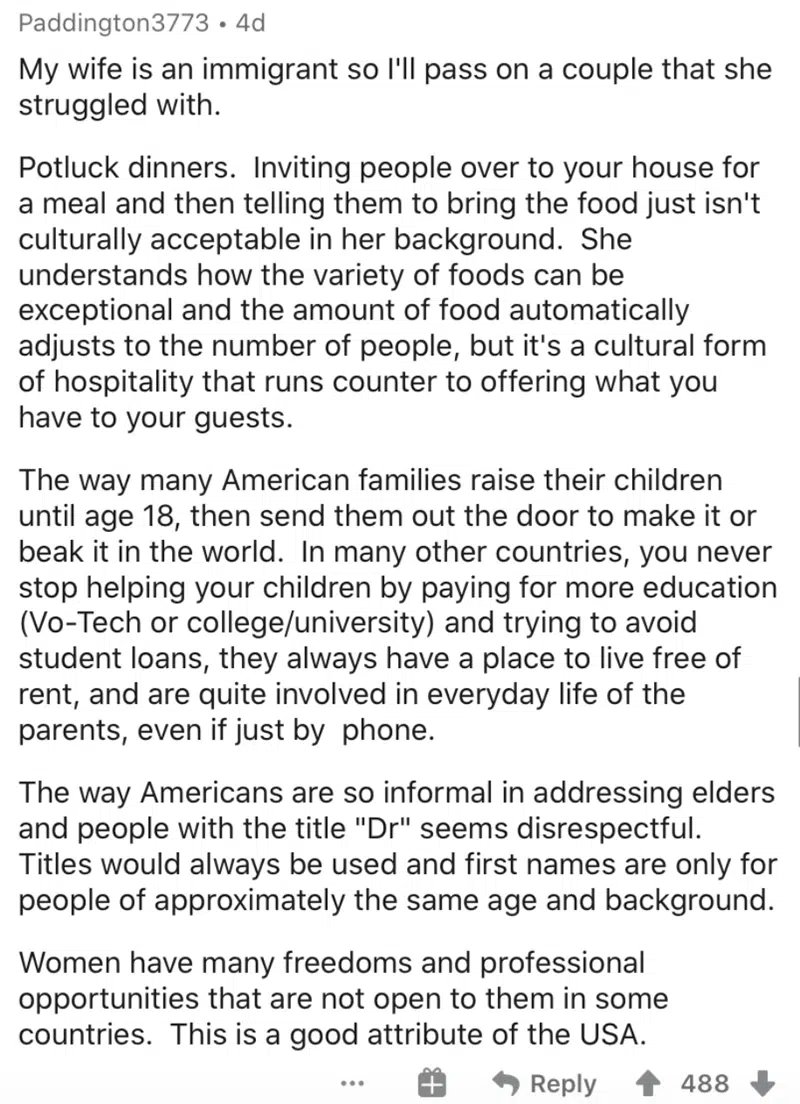 Paddington3773 • 4d
My wife is an immigrant so I'll pass on a couple that she
struggled with.
Potluck dinners.  Inviting people over to your house for
a meal and then telling them to bring the food just isn't
culturally acceptable in her background.  She
understands how the variety of foods can be
exceptional and the amount of food automatically
adjusts to the number of people, but it's a cultural form
of hospitality that runs counter to offering what you
have to your guests.
The way many American families raise their children
until age 18, then send them out the door to make it or
beak it in the world.  In many other countries, you never
stop helping your children by paying for more education
(Vo-Tech or college/university) and trying to avoid
student loans, they always have a place to live free of
rent, and are quite involved in everyday life of the
parents, even if just by  phone.
The way Americans are so informal in addressing elders
and people with the title "Dr" seems disrespectful.
Titles would always be used and first names are only for
people of approximately the same age and background.
Women have many freedoms and professional
opportunities that are not open to them in some
countries.  This is a good attribute of the USA.
... Reply 488